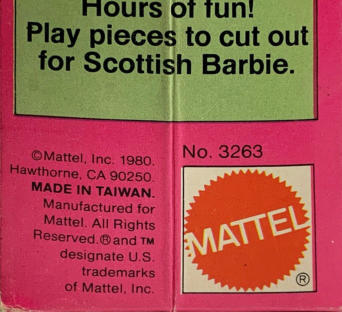 Hours of fun!
Play pieces to cut out
for Scottish Barbie.
©Mattel, Inc. 1980.
Hawthorne, CA 90250.
MADE IN TAIWAN.
Manufactured for
Mattel. All Rights
Reserved.®and ™
designate U.S.
trademarks
of Mattel, Inc.
No. 3263
MATTEL
®